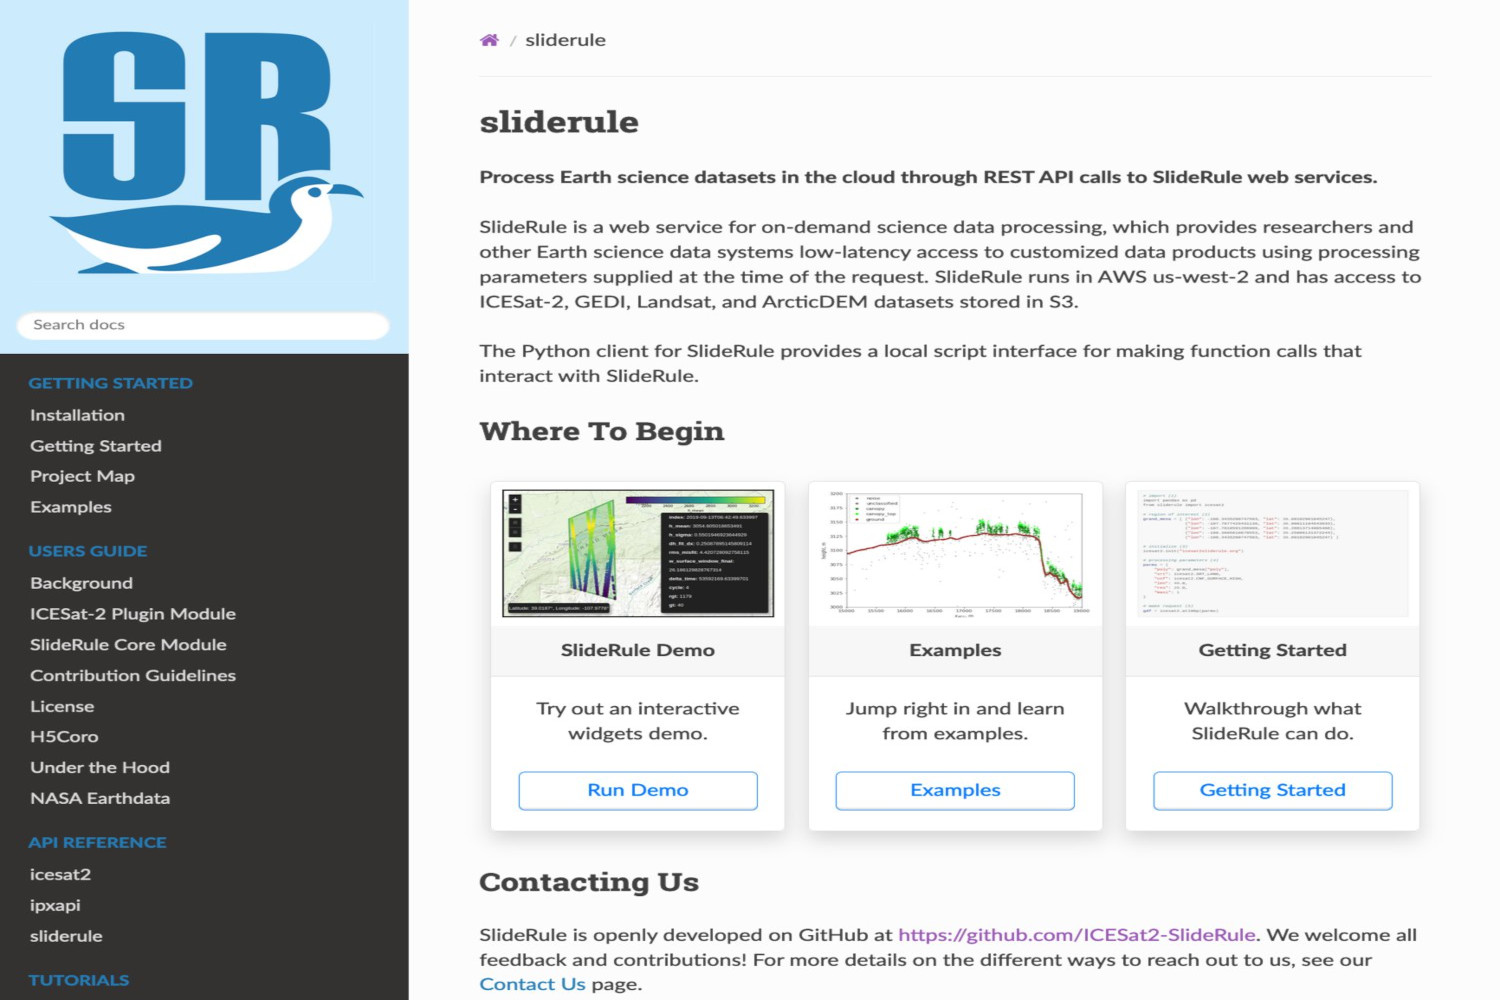 SR
Search docs
GETTING STARTED
Installation
Getting Started
Project Map
Examples
USERS GUIDE
Background
ICESat-2 Plugin Module
SlideRule Core Module
Contribution Guidelines
License
H5Coro
Under the Hood
NASA Earthdata
API REFERENCE
icesat2
ipxapi
sliderule
TUTORIALS
/ sliderule
sliderule
Process Earth science datasets in the cloud through REST API calls to SlideRule web services.
SlideRule is a web service for on-demand science data processing, which provides researchers and
other Earth science data systems low-latency access to customized data products using processing
parameters supplied at the time of the request. SlideRule runs in AWS us-west-2 and has access to
ICESat-2, GEDI, Landsat, and ArcticDEM datasets stored in S3.
The Python client for SlideRule provides a local script interface for making function calls that
interact with SlideRule.
Where To Begin
SlideRule Demo
Try out an interactive
widgets demo.
Run Demo
Examples
Jump right in and learn
from examples.
Examples
Getting Started
Walkthrough what
SlideRule can do.
Getting Started
Contacting Us
SlideRule is openly developed on GitHub at https://github.com/ICESat2-SlideRule. We welcome all
feedback and contributions! For more details on the different ways to reach out to us, see our
Contact Us page.